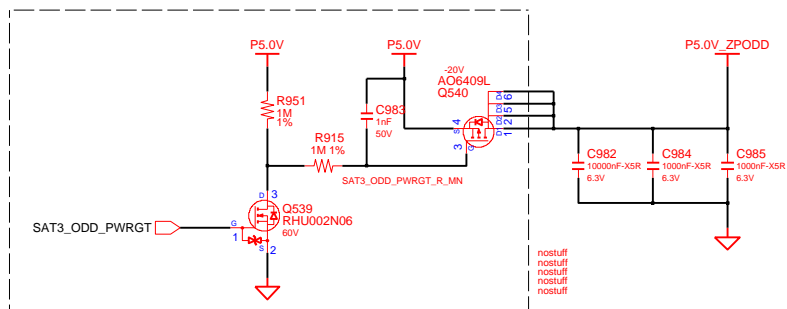 P5.0V
P5.0V
P5.0V_ZPODD
-20V
AO6409L
Q540
R951
1M
1%
C983
1nF
50V
4
S
3
G
D4
6
D3
5
D2
2
D1
1
R915
1M 1%
SAT3_ODD_PWRGT_R_MN
C982
10000nF-X5R
6.3V
C984
1000nF-X5R
6.3V
C985
1000nF-X5R
6.3V
D
3
Q539
RHU002N06
60V
SAT3_ODD_PWRGT
G
1
S
2
nostuff
nostuff
nostuff
nostuff
nostuff